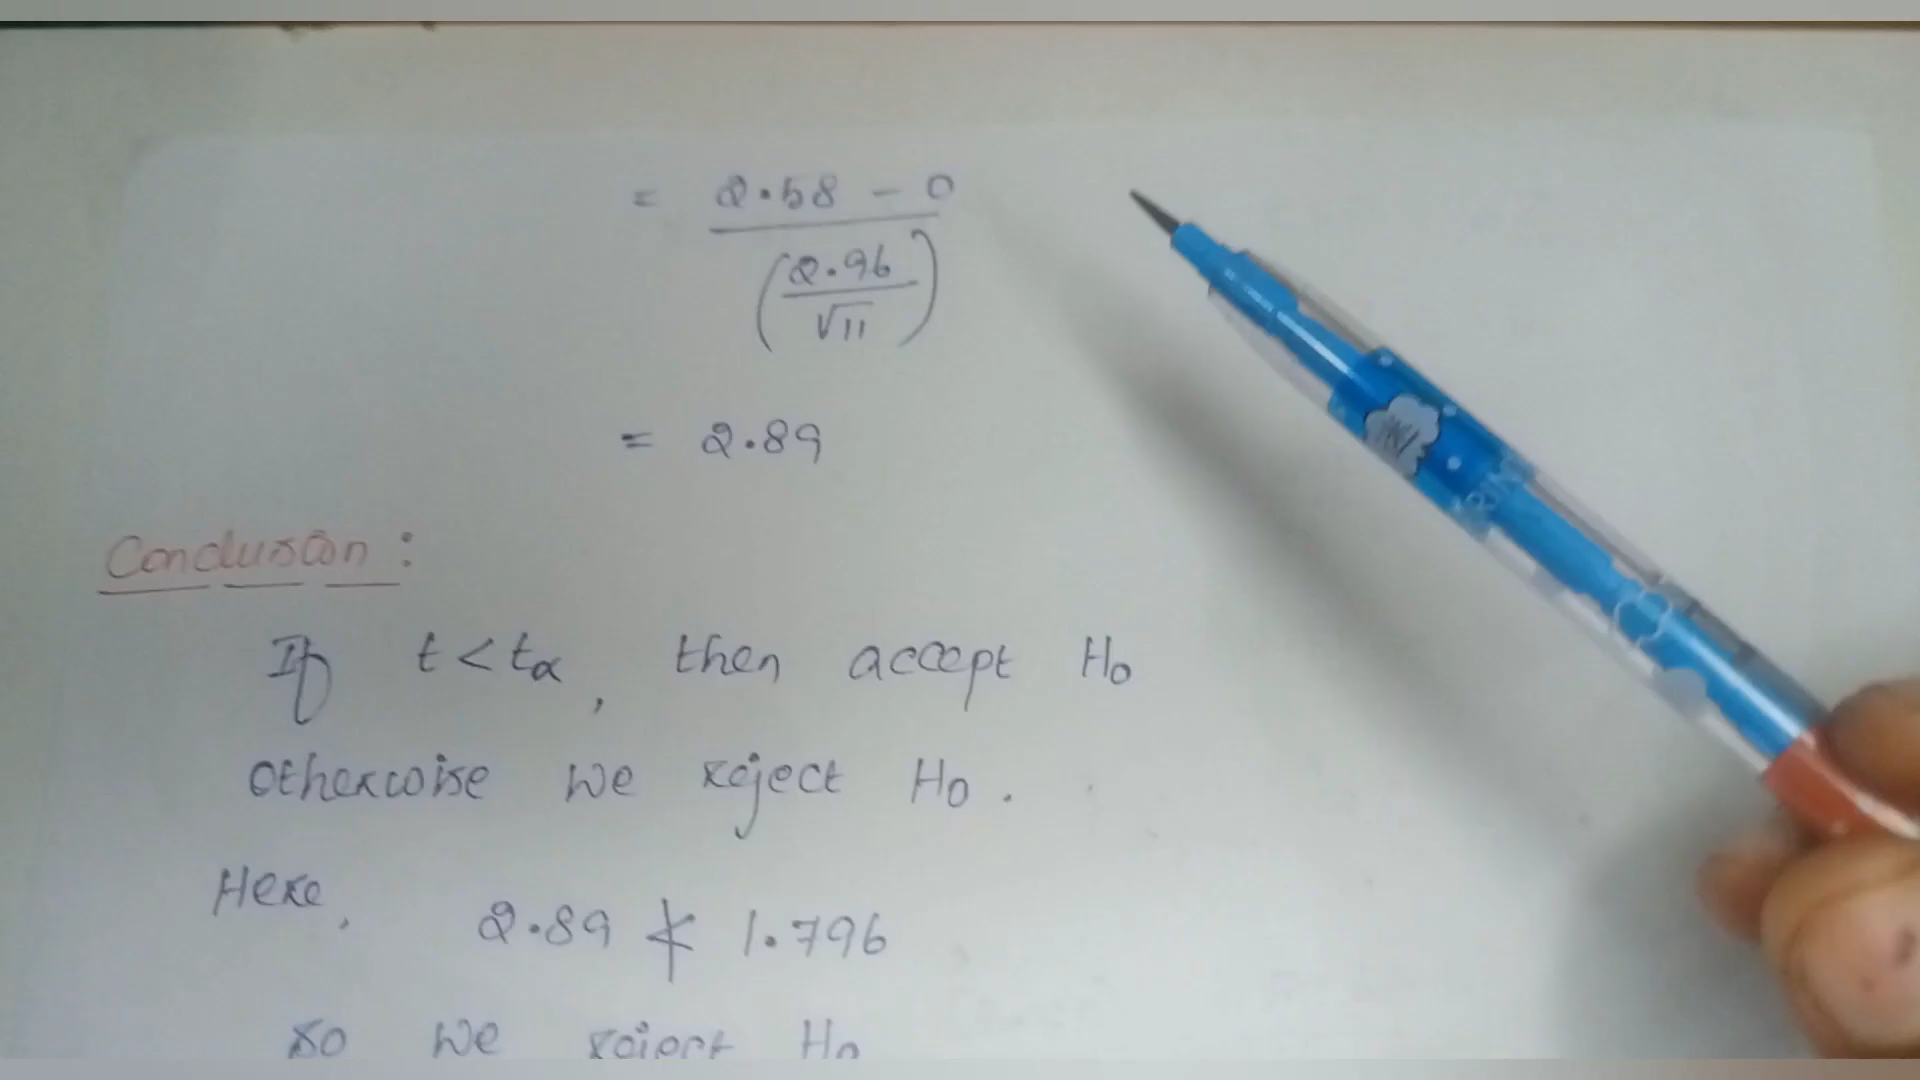 = 2.58 - 0
(2.96
√11)
= 2.89
Conclusion :
If t < tα, then accept H0
otherwise we reject H0.
Here, 2.89 ≮ 1.796
so we reject H0